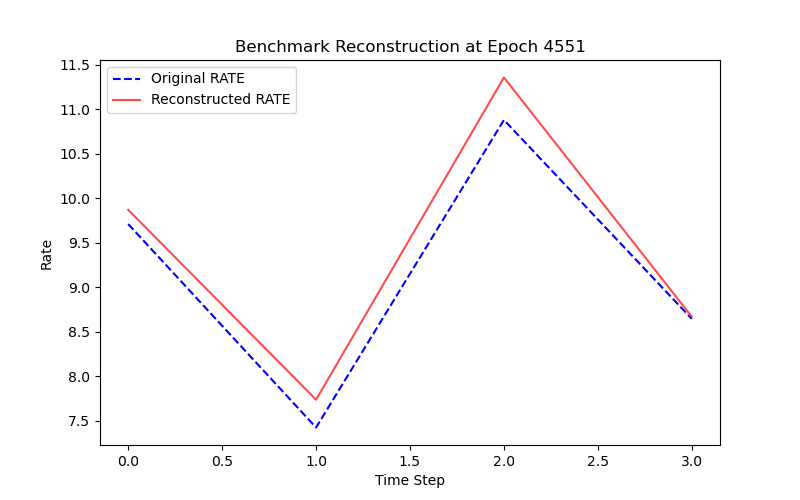 Benchmark Reconstruction at Epoch 4551
Original RATE
Reconstructed RATE
Rate
11.5
11.0
10.5
10.0
9.5
9.0
8.5
8.0
7.5
0.0 0.5 1.0 1.5 2.0 2.5 3.0
Time Step